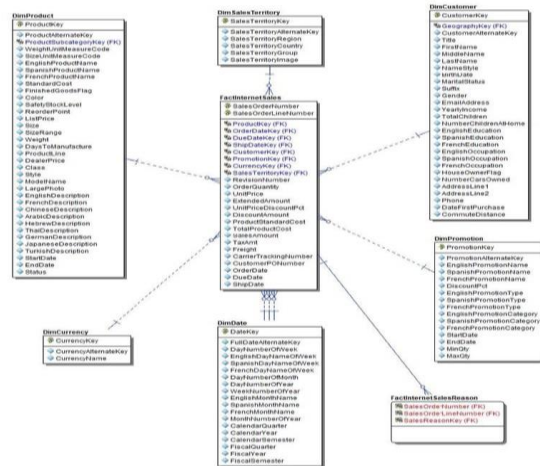 DimProduct
ProductKey
ProductAlternateKey
ProductSubcategoryKey (FK)
WeightUnitMeasureCode
SizeUnitMeasureCode
EnglishProductName
SpanishProductName
FrenchProductName
StandardCost
FinishedGoodsFlag
Color
SafetyStockLevel
ReorderPoint
ListPrice
Size
SizeRange
Weight
DaysToManufacture
ProductLine
DealerPrice
Class
Style
ModelName
LargePhoto
EnglishDescription
FrenchDescription
ChineseDescription
ArabicDescription
HebrewDescription
ThaiDescription
GermanDescription
JapaneseDescription
TurkishDescription
StartDate
EndDate
Status
DimSalesTerritory
SalesTerritoryKey
SalesTerritoryAlternateKey
SalesTerritoryRegion
SalesTerritoryCountry
SalesTerritoryGroup
SalesTerritoryImage
DimCustomer
CustomerKey
GeographyKey (FK)
CustomerAlternateKey
Title
FirstName
MiddleName
LastName
NameStyle
BirthDate
MaritalStatus
Suffix
Gender
EmailAddress
YearlyIncome
TotalChildren
NumberChildrenAtHome
EnglishEducation
SpanishEducation
FrenchEducation
EnglishOccupation
SpanishOccupation
FrenchOccupation
HouseOwnerFlag
NumberCarsOwned
AddressLine1
AddressLine2
Phone
DateFirstPurchase
CommuteDistance
FactInternetSales
SalesOrderNumber
SalesOrderLineNumber
ProductKey (FK)
OrderDateKey (FK)
DueDateKey (FK)
ShipDateKey (FK)
CustomerKey (FK)
PromotionKey (FK)
CurrencyKey (FK)
SalesTerritoryKey (FK)
RevisionNumber
OrderQuantity
UnitPrice
ExtendedAmount
UnitPriceDiscountPct
DiscountAmount
ProductStandardCost
TotalProductCost
SalesAmount
TaxAmt
Freight
CarrierTrackingNumber
CustomerPONumber
OrderDate
DueDate
ShipDate
DimPromotion
PromotionKey
PromotionAlternateKey
EnglishPromotionName
SpanishPromotionName
FrenchPromotionName
DiscountPct
EnglishPromotionType
SpanishPromotionType
FrenchPromotionType
EnglishPromotionCategory
SpanishPromotionCategory
FrenchPromotionCategory
StartDate
EndDate
MinQty
MaxQty
DimCurrency
CurrencyKey
CurrencyAlternateKey
CurrencyName
DimDate
DateKey
FullDateAlternateKey
DayNumberOfWeek
EnglishDayNameOfWeek
SpanishDayNameOfWeek
FrenchDayNameOfWeek
DayNumberOfMonth
DayNumberOfYear
WeekNumberOfYear
EnglishMonthName
SpanishMonthName
FrenchMonthName
MonthNumberOfYear
CalendarQuarter
CalendarYear
CalendarSemester
FiscalQuarter
FiscalYear
FiscalSemester
FactInternetSalesReason
SalesOrderNumber (FK)
SalesOrderLineNumber (FK)
SalesReasonKey (FK)